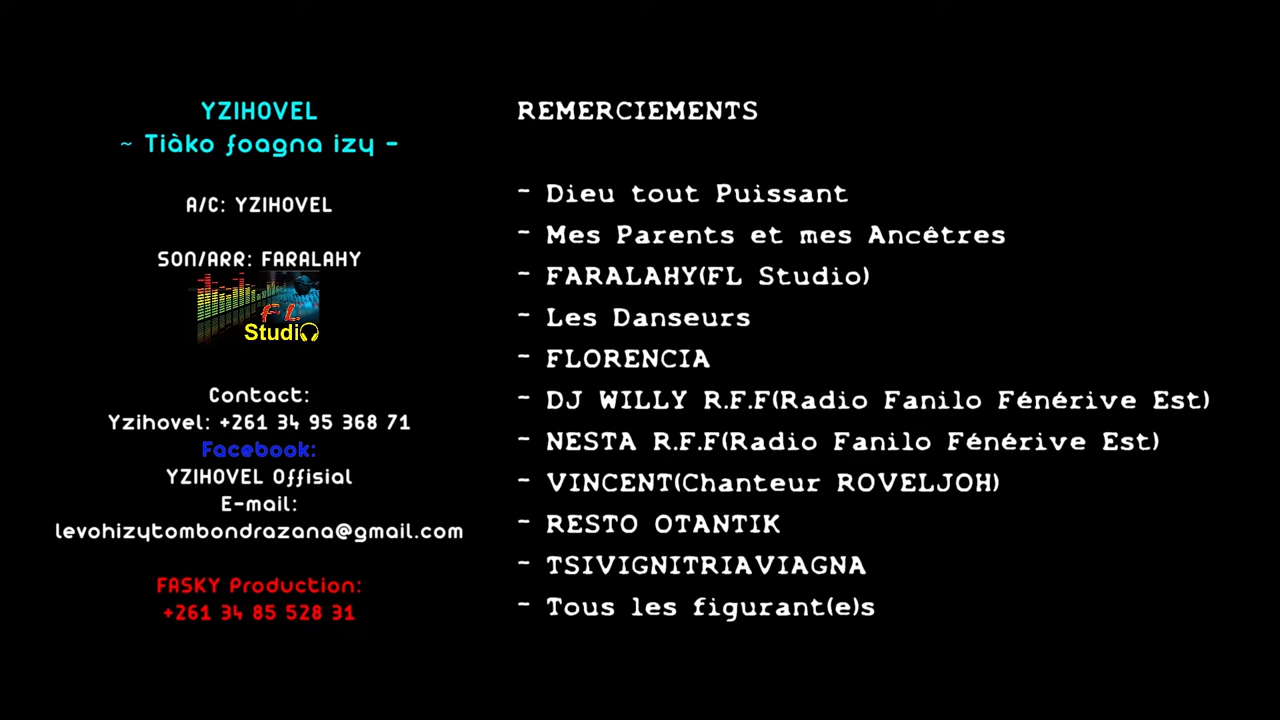 YZIHOVEL
~ Tiàko foagna izy -
A/C: YZIHOVEL
SON/ARR: FARALAHY
FL
Studio
Contact:
Yzihovel: +261 34 95 368 71
Facebook:
YZIHOVEL Offisial
E-mail:
levohizytombondrazana@gmail.com
FASKY Production:
+261 34 85 528 31
REMERCIEMENTS
- Dieu tout Puissant
- Mes Parents et mes Ancêtres
- FARALAHY(FL Studio)
- Les Danseurs
- FLORENCIA
- DJ WILLY R.F.F(Radio Fanilo Fénérive Est)
- NESTA R.F.F(Radio Fanilo Fénérive Est)
- VINCENT(Chanteur ROVELJOH)
- RESTO OTANTIK
- TSIVIGNITRIAVIAGNA
- Tous les figurant(e)s